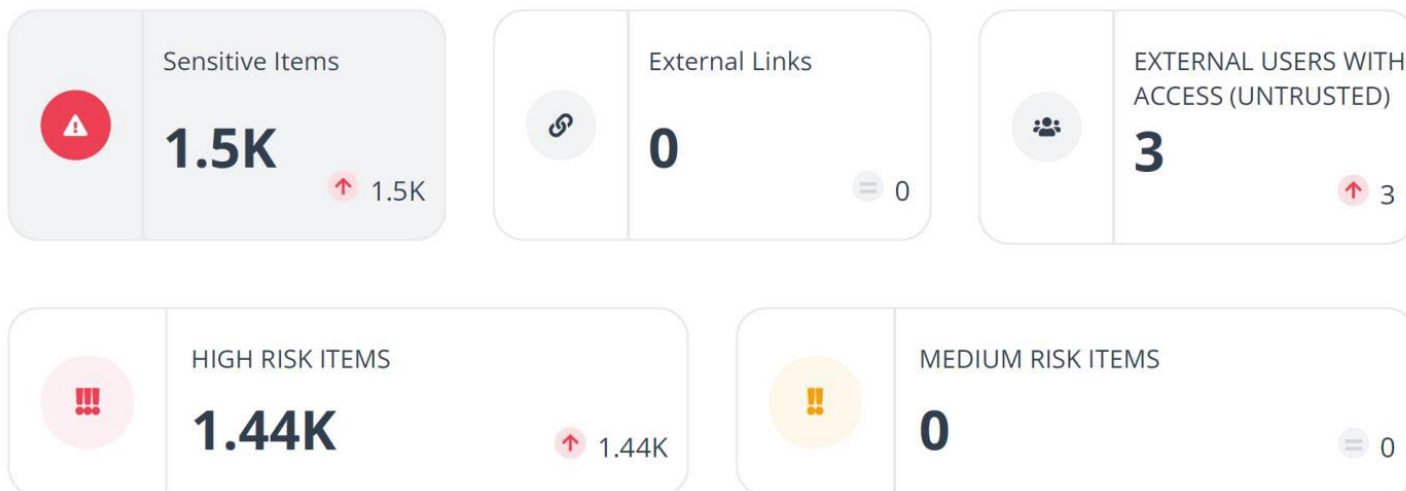 Sensitive Items
1.5K
1.5K
External Links
0
0
EXTERNAL USERS WITH
ACCESS (UNTRUSTED)
3
3
HIGH RISK ITEMS
1.44K
1.44K
MEDIUM RISK ITEMS
0
0